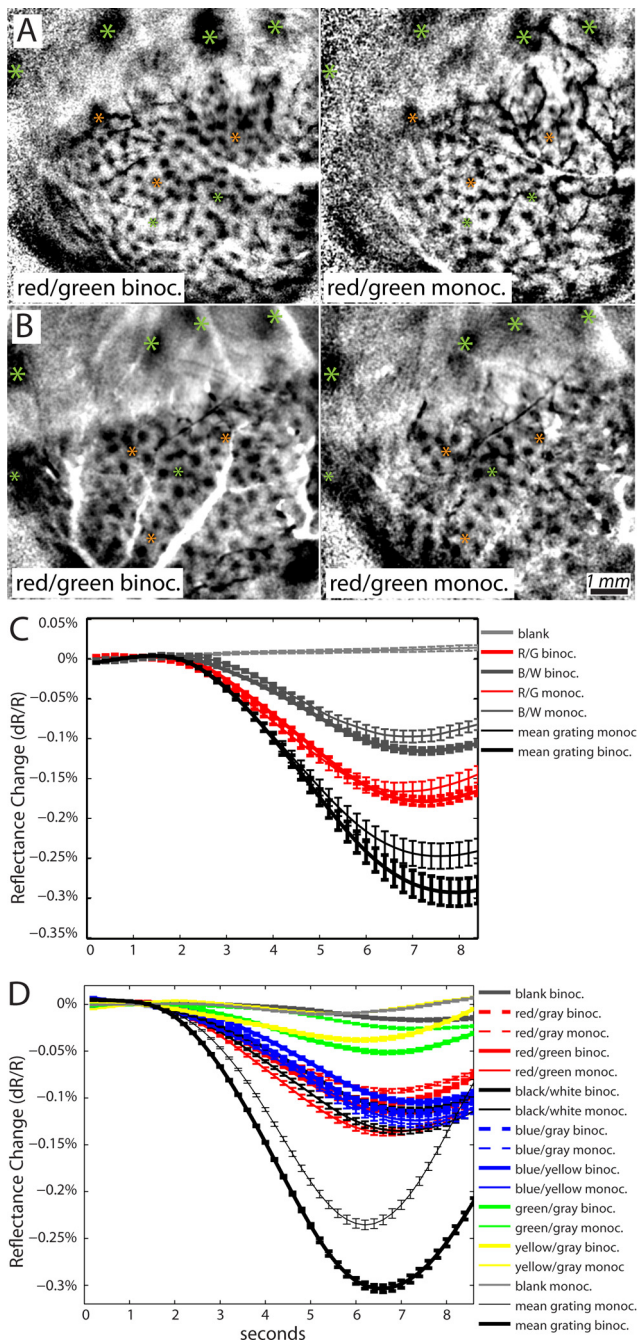 A
red/green binoc.
red/green monoc.
B
red/green binoc.
red/green monoc.
1 mm
C
0.05%
0%
−0.05%
−0.1%
−0.15%
−0.2%
−0.25%
−0.3%
−0.35%
Reflectance Change (dR/R)
0 1 2 3 4 5 6 7 8
blank
R/G binoc.
B/W binoc.
R/G monoc.
B/W monoc.
mean grating monoc
mean grating binoc.
D
0%
−0.05%
−0.1%
−0.15%
−0.2%
−0.25%
−0.3%
Reflectance Change (dR/R)
0 1 2 3 4 5 6 7 8
seconds
blank binoc.
red/gray binoc.
red/gray monoc.
red/green binoc.
red/green monoc.
black/white binoc.
black/white monoc.
blue/gray binoc.
blue/gray monoc.
blue/yellow binoc.
blue/yellow monoc.
green/gray binoc.
green/gray monoc.
yellow/gray binoc.
yellow/gray monoc
blank monoc.
mean grating monoc.
mean grating binoc.